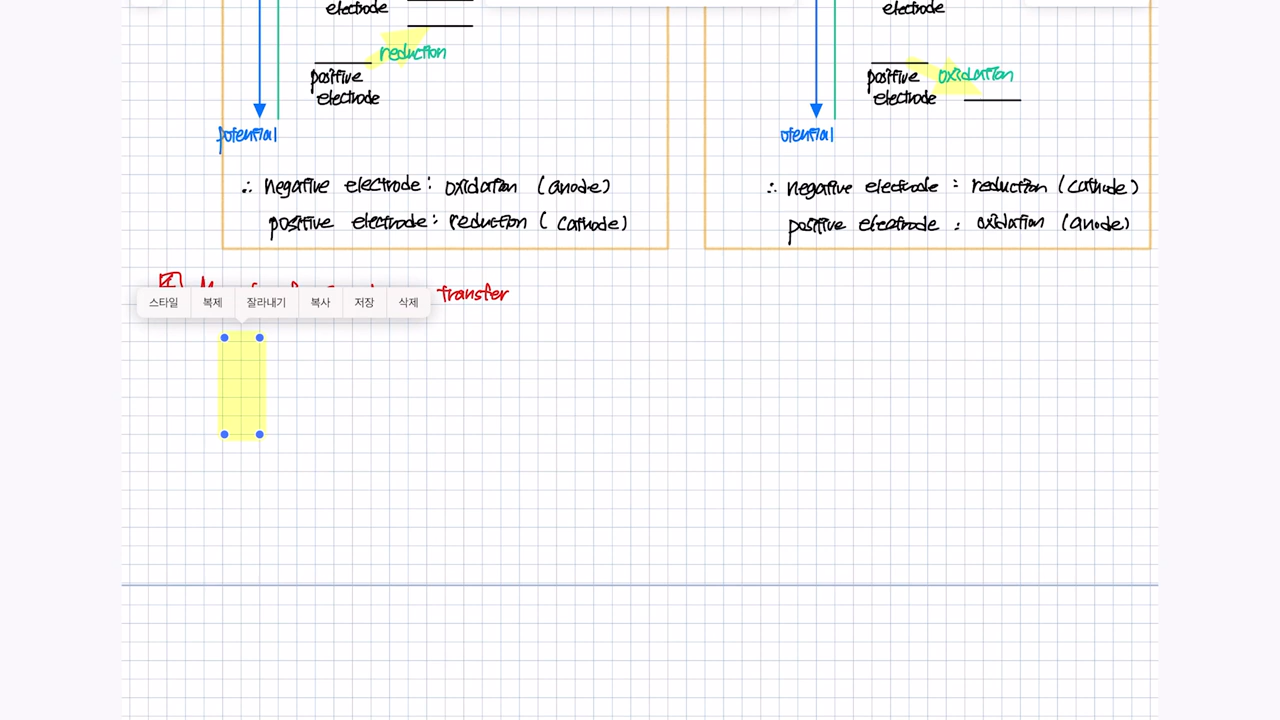 electrode
reduction
positive
electrode
potential
∴ negative electrode : oxidation (anode)
positive electrode : reduction ( cathode)
electrode
positive
oxidation
electrode
otential
∴ negative electrode : reduction (cathode)
positive electrode : oxidation (anode)
transfer
스타일 복제 잘라내기 복사 저장 삭제